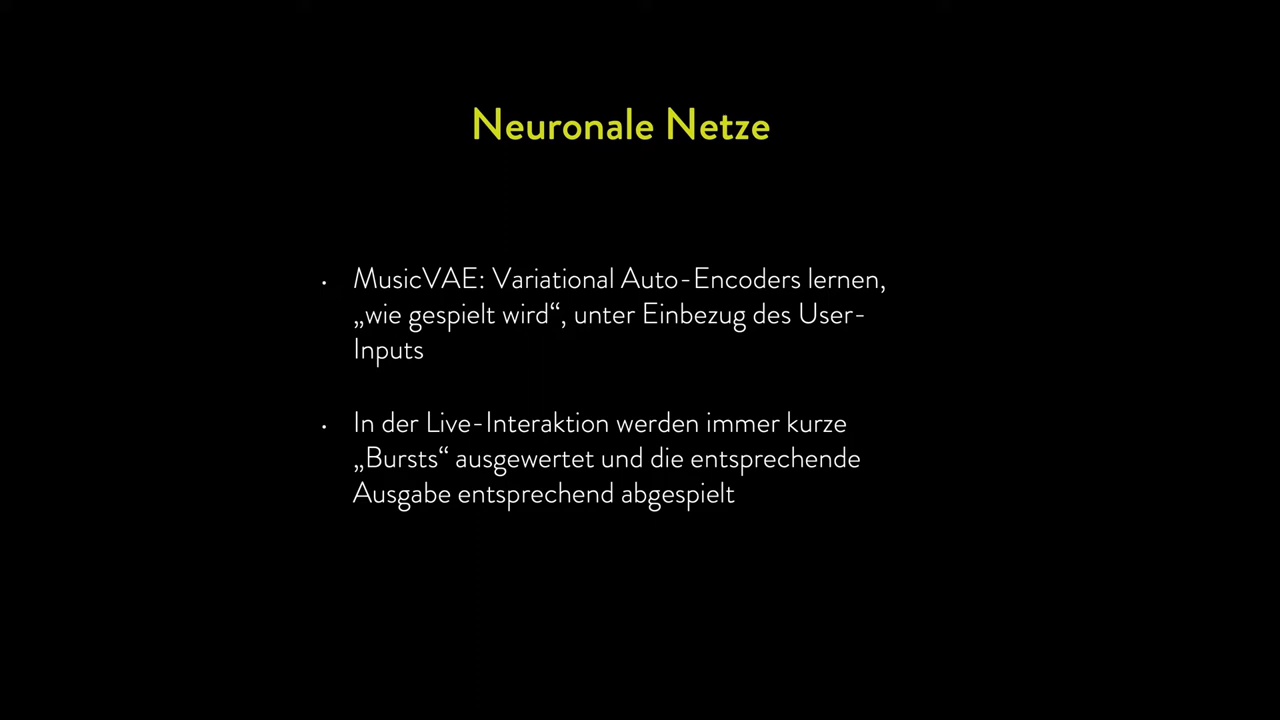 Neuronale Netze
• MusicVAE: Variational Auto-Encoders lernen,
„wie gespielt wird“, unter Einbezug des User-
Inputs
• In der Live-Interaktion werden immer kurze
„Bursts“ ausgewertet und die entsprechende
Ausgabe entsprechend abgespielt